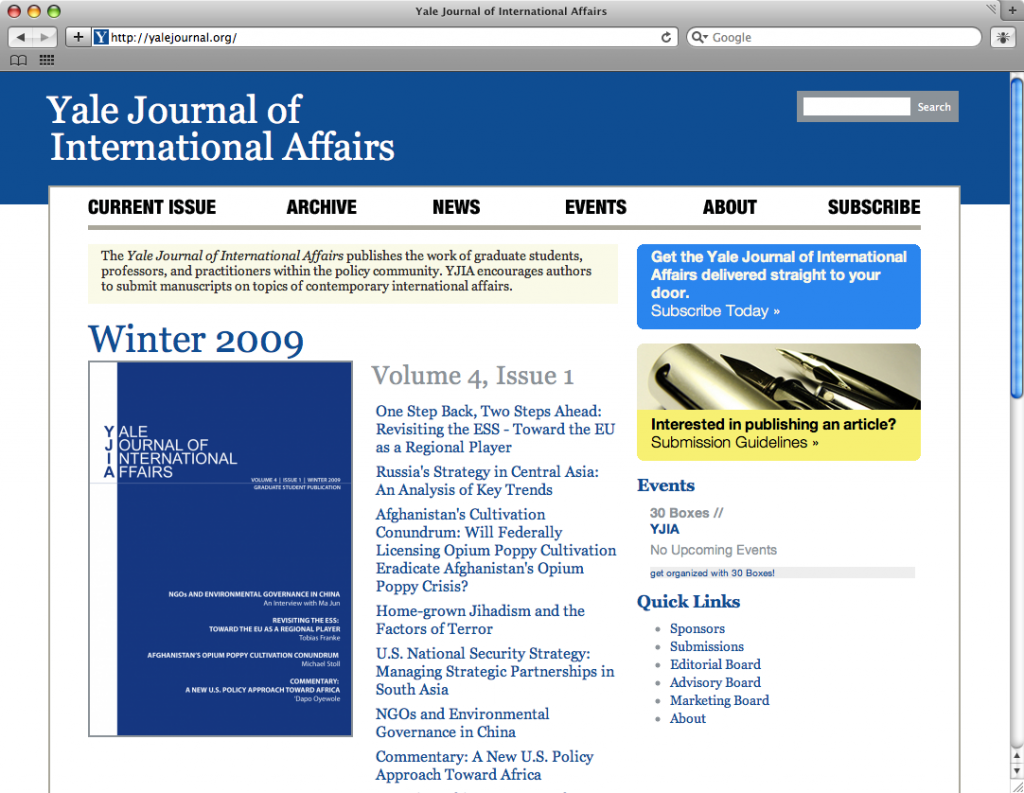 Yale Journal of International Affairs
http://yalejournal.org/
Google
Yale Journal of
International Affairs
Search
CURRENT ISSUE ARCHIVE NEWS EVENTS ABOUT SUBSCRIBE
The Yale Journal of International Affairs publishes the work of graduate students,
professors, and practitioners within the policy community. YJIA encourages authors
to submit manuscripts on topics of contemporary international affairs.
Winter 2009
YALE
JOURNAL OF
INTERNATIONAL
AFFAIRS
VOLUME 4 | ISSUE 1 | WINTER 2009
GRADUATE STUDENT PUBLICATION
NGOs AND ENVIRONMENTAL GOVERNANCE IN CHINA
An Interview with Ma Jun
REVISITING THE ESS:
TOWARD THE EU AS A REGIONAL PLAYER
Tobias Franke
AFGHANISTAN'S OPIUM POPPY CULTIVATION CONUNDRUM
Michael Stoll
COMMENTARY:
A NEW U.S. POLICY APPROACH TOWARD AFRICA
'Dapo Oyewole
Volume 4, Issue 1
One Step Back, Two Steps Ahead:
Revisiting the ESS - Toward the EU
as a Regional Player
Russia's Strategy in Central Asia:
An Analysis of Key Trends
Afghanistan's Cultivation
Conundrum: Will Federally
Licensing Opium Poppy Cultivation
Eradicate Afghanistan's Opium
Poppy Crisis?
Home-grown Jihadism and the
Factors of Terror
U.S. National Security Strategy:
Managing Strategic Partnerships in
South Asia
NGOs and Environmental
Governance in China
Commentary: A New U.S. Policy
Approach Toward Africa
Get the Yale Journal of International
Affairs delivered straight to your
door.
Subscribe Today »
Interested in publishing an article?
Submission Guidelines »
Events
30 Boxes //
YJIA
No Upcoming Events
get organized with 30 Boxes!
Quick Links
Sponsors
Submissions
Editorial Board
Advisory Board
Marketing Board
About